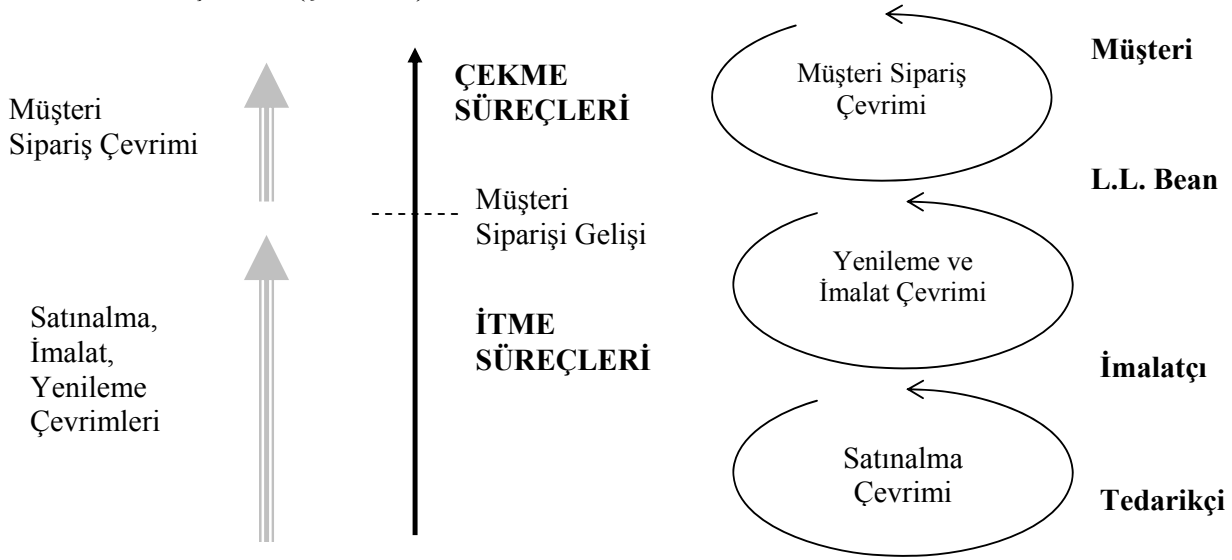 Müşteri
Sipariş Çevrimi
Satınalma,
İmalat,
Yenileme
Çevrimleri
ÇEKME
SÜREÇLERİ
Müşteri
Siparişi Gelişi
İTME
SÜREÇLERİ
Müşteri Sipariş
Çevrimi
Yenileme ve
İmalat Çevrimi
Satınalma
Çevrimi
Müşteri
L.L. Bean
İmalatçı
Tedarikçi